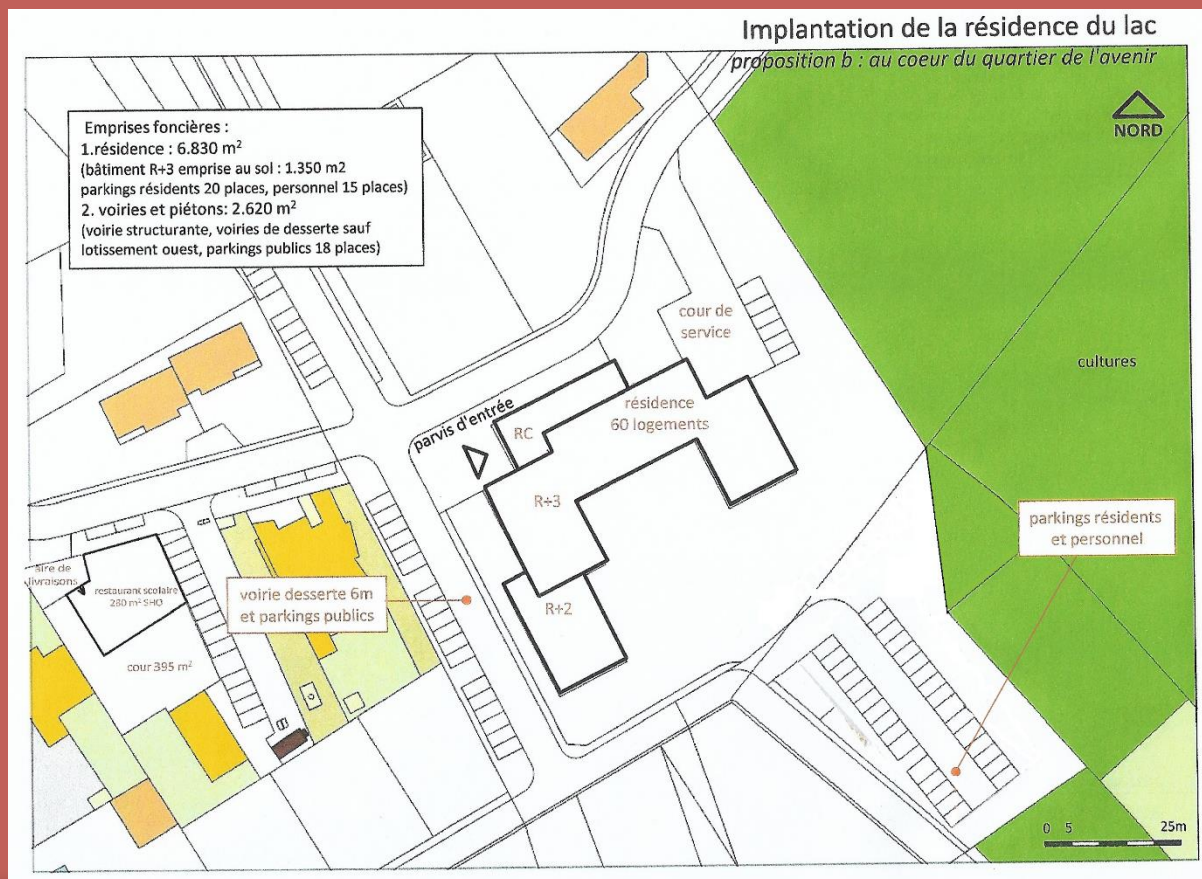 Implantation de la résidence du lac
proposition b : au coeur du quartier de l'avenir
NORD
Emprises foncières :
1.résidence : 6.830 m²
(bâtiment R+3 emprise au sol : 1.350 m2
parkings résidents 20 places, personnel 15 places)
2. voiries et piétons: 2.620 m²
(voirie structurante, voiries de desserte sauf
lotissement ouest, parkings publics 18 places)
cour de
service
cultures
parvis d'entrée
RC
résidence
60 logements
R+3
parkings résidents
et personnel
aire de
livraisons
restaurant scolaire
280 m² SHO
voirie desserte 6m
et parkings publics
R+2
cour 395 m²
0 5 25m